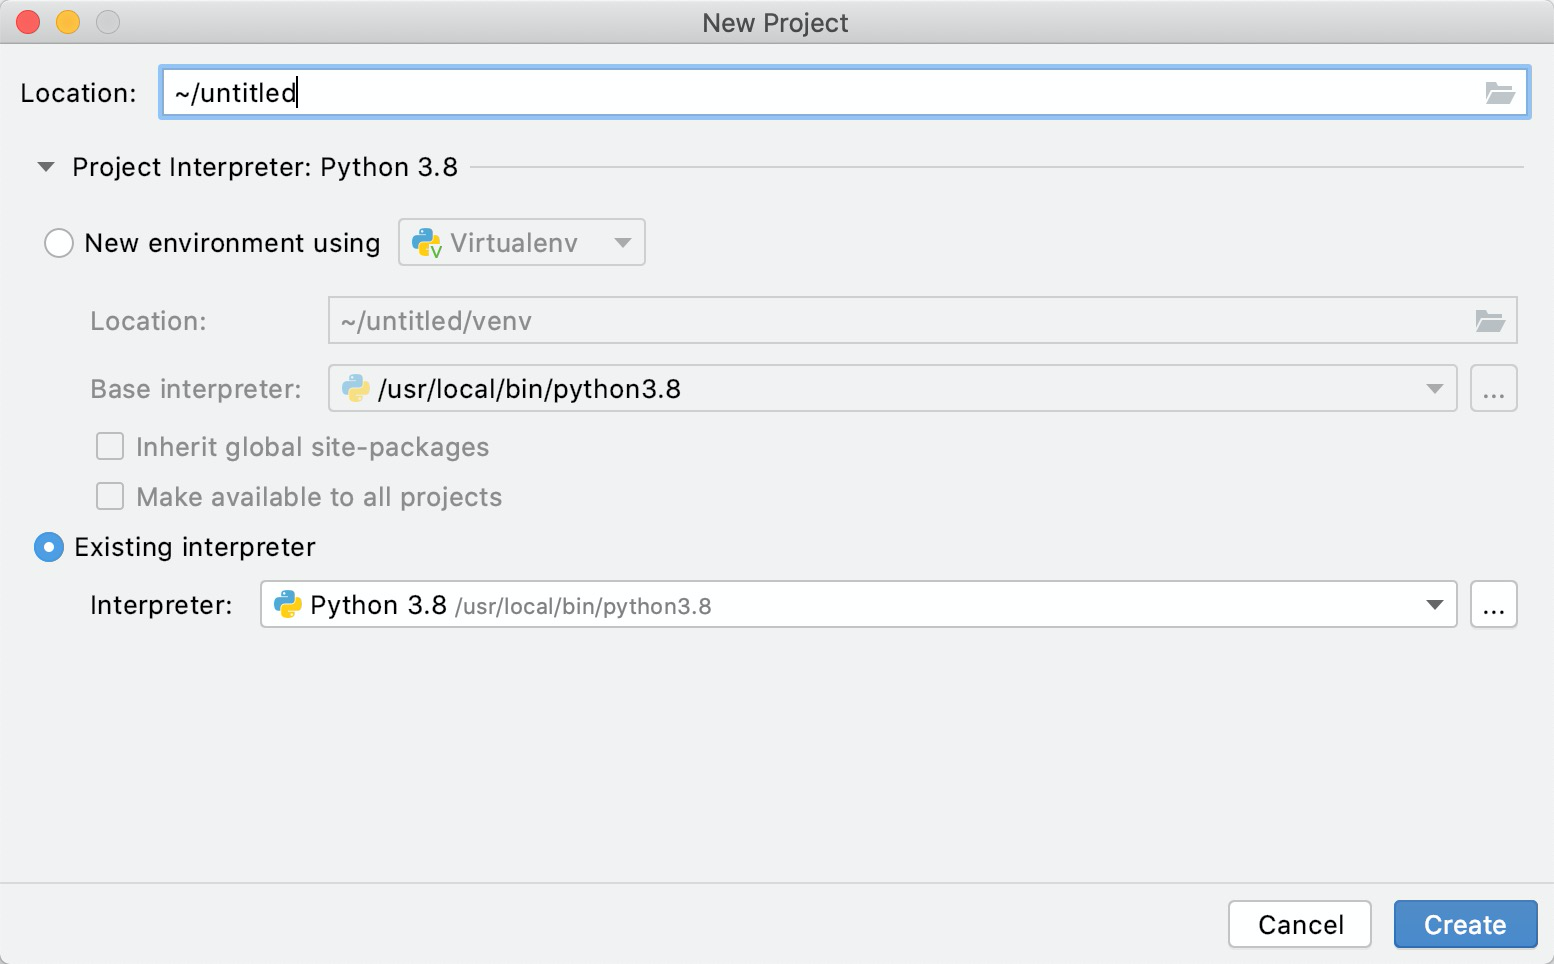 New Project
Location: ~/untitled
Project Interpreter: Python 3.8
New environment using Virtualenv
Location: ~/untitled/venv
Base interpreter: /usr/local/bin/python3.8 ...
Inherit global site-packages
Make available to all projects
Existing interpreter
Interpreter: Python 3.8 /usr/local/bin/python3.8 ...
Cancel Create